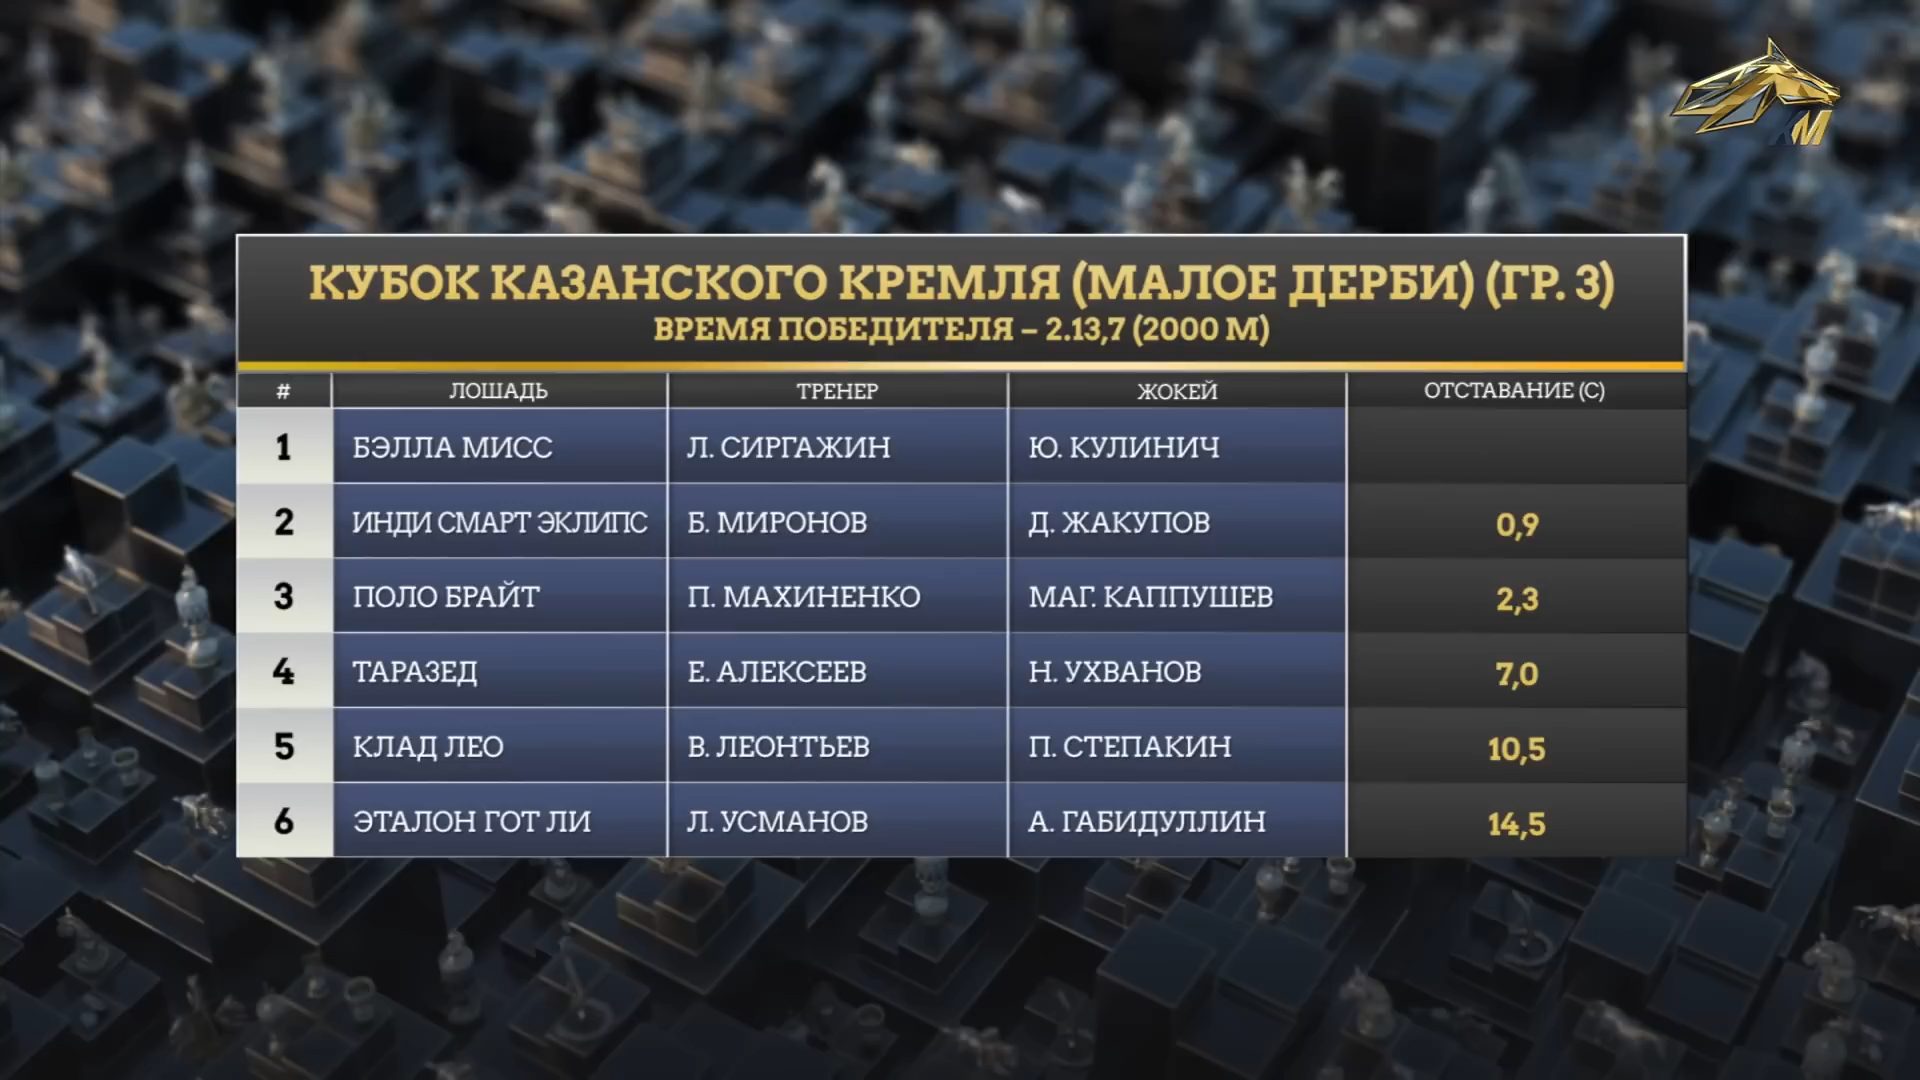 КМ
КУБОК КАЗАНСКОГО КРЕМЛЯ (МАЛОЕ ДЕРБИ) (ГР. 3)
ВРЕМЯ ПОБЕДИТЕЛЯ – 2.13,7 (2000 М)
# ЛОШАДЬ ТРЕНЕР ЖОКЕЙ ОТСТАВАНИЕ (С)
1 БЭЛЛА МИСС Л. СИРГАЖИН Ю. КУЛИНИЧ
2 ИНДИ СМАРТ ЭКЛИПС Б. МИРОНОВ Д. ЖАКУПОВ 0,9
3 ПОЛО БРАЙТ П. МАХИНЕНКО МАГ. КАППУШЕВ 2,3
4 ТАРАЗЕД Е. АЛЕКСЕЕВ Н. УХВАНОВ 7,0
5 КЛАД ЛЕО В. ЛЕОНТЬЕВ П. СТЕПАКИН 10,5
6 ЭТАЛОН ГОТ ЛИ Л. УСМАНОВ А. ГАБИДУЛЛИН 14,5